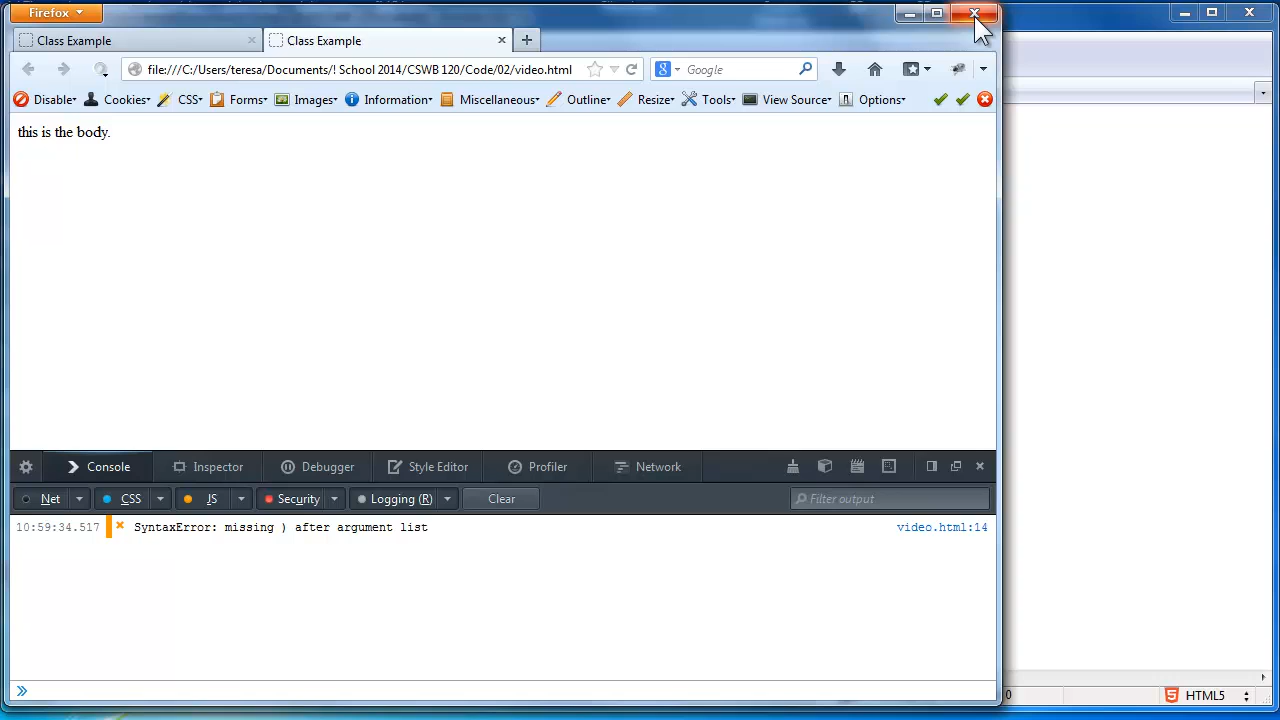 Firefox
Class Example
Class Example
file:///C:/Users/teresa/Documents/! School 2014/CSWB 120/Code/02/video.html
Google
Disable
Cookies
CSS
Forms
Images
Information
Miscellaneous
Outline
Resize
Tools
View Source
Options
this is the body.
Console
Inspector
Debugger
Style Editor
Profiler
Network
Net
CSS
JS
Security
Logging (R)
Clear
Filter output
10:59:34.517 SyntaxError: missing ) after argument list video.html:14
0
HTML5